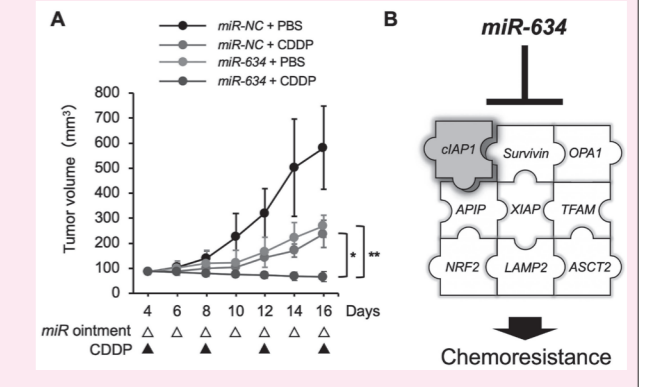 A
miR-NC + PBS
miR-NC + CDDP
miR-634 + PBS
miR-634 + CDDP
Tumor volume (mm³)
800
700
600
500
400
300
200
100
0
* **
4 6 8 10 12 14 16 Days
miR ointment △ △ △ △ △ △ △
CDDP ▲ ▲ ▲ ▲
B
miR-634
cIAP1 Survivin OPA1
APIP XIAP TFAM
NRF2 LAMP2 ASCT2
Chemoresistance